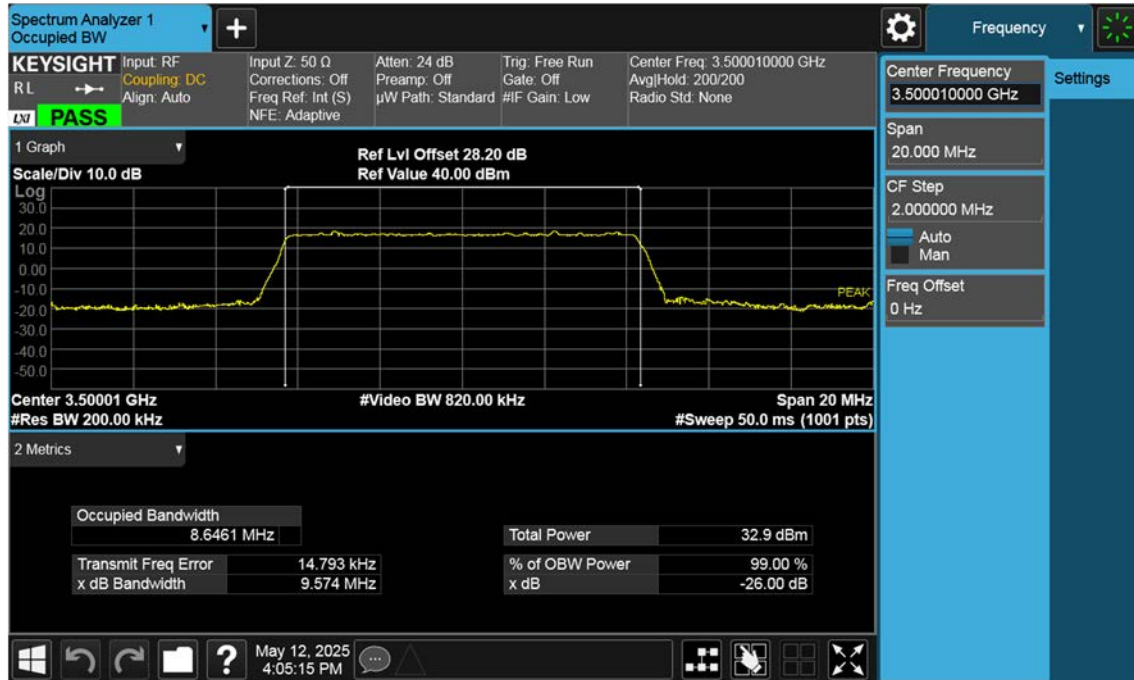 Spectrum Analyzer 1
Occupied BW
Frequency
KEYSIGHT
R L
LXI
PASS
Input: RF
Coupling: DC
Align: Auto
Input Z: 50 Ω
Corrections: Off
Freq Ref: Int (S)
NFE: Adaptive
Atten: 24 dB
Preamp: Off
µW Path: Standard
Trig: Free Run
Gate: Off
#IF Gain: Low
Center Freq: 3.500010000 GHz
Avg|Hold: 200/200
Radio Std: None
1 Graph
Scale/Div 10.0 dB
Ref Lvl Offset 28.20 dB
Ref Value 40.00 dBm
Log
30.0
20.0
10.0
0.00
-10.0
-20.0
-30.0
-40.0
-50.0
PEAK
Center 3.50001 GHz
#Video BW 820.00 kHz
Span 20 MHz
#Res BW 200.00 kHz
#Sweep 50.0 ms (1001 pts)
2 Metrics
Occupied Bandwidth
8.6461 MHz
Total Power 32.9 dBm
Transmit Freq Error 14.793 kHz
% of OBW Power 99.00 %
x dB Bandwidth 9.574 MHz
x dB -26.00 dB
?
May 12, 2025
4:05:15 PM
Center Frequency
3.500010000 GHz
Settings
Span
20.000 MHz
CF Step
2.000000 MHz
Auto
Man
Freq Offset
0 Hz